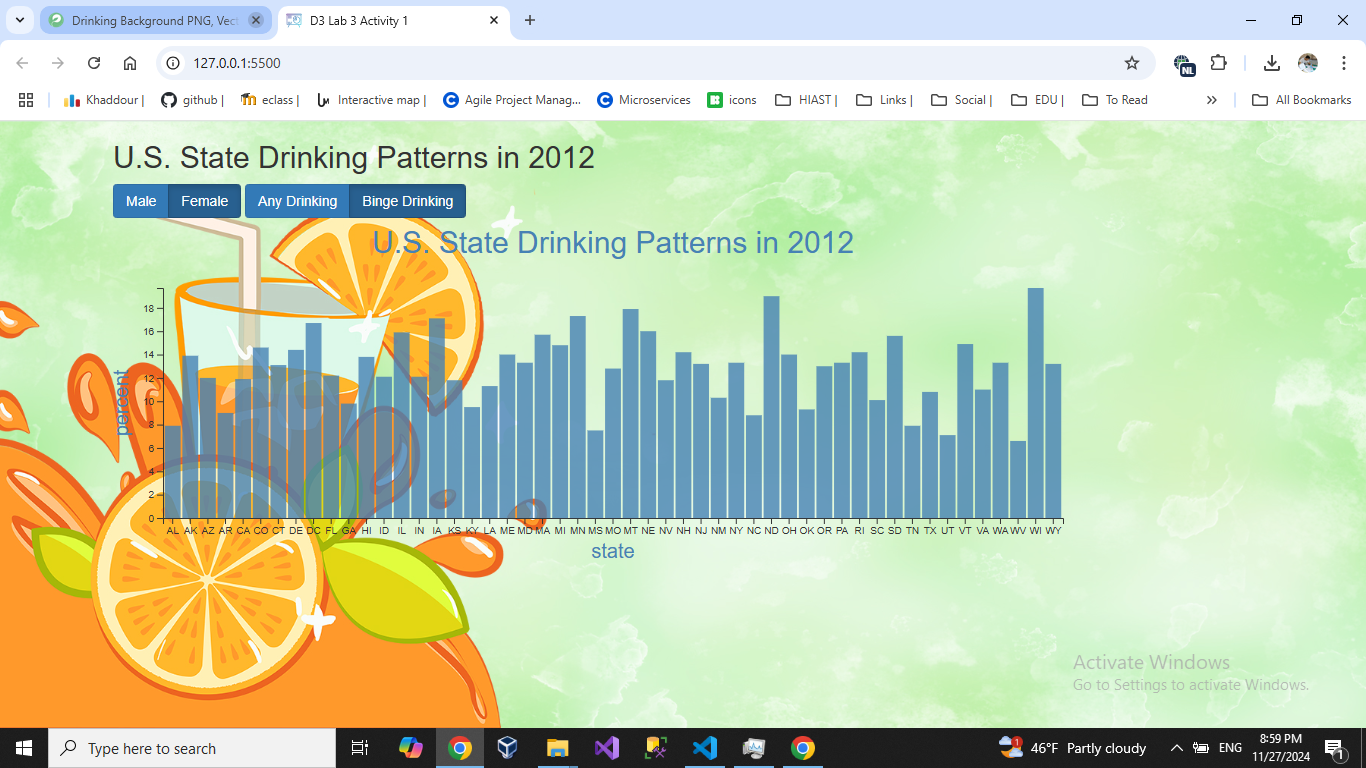 Drinking Background PNG, Vect
D3 Lab 3 Activity 1
127.0.0.1:5500
NL
Khaddour |
github |
eclass |
Interactive map |
Agile Project Manag...
Microservices
icons
HIAST |
Links |
Social |
EDU |
To Read
All Bookmarks
U.S. State Drinking Patterns in 2012
Male Female Any Drinking Binge Drinking
U.S. State Drinking Patterns in 2012
18
16
14
12
10
8
6
4
2
0
percent
AL AK AZ AR CA CO CT DE DC FL GA HI ID IL IN IA KS KY LA ME MD MA MI MN MS MO MT NE NV NH NJ NM NY NC ND OH OK OR PA RI SC SD TN TX UT VT VA WA WV WI WY
state
Activate Windows
Go to Settings to activate Windows.
Type here to search
1
46°F Partly cloudy
ENG
8:59 PM
11/27/2024
1